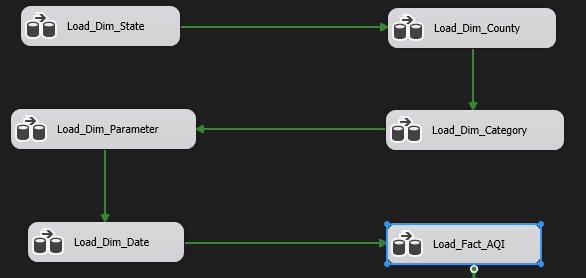 Load_Dim_State
Load_Dim_County
Load_Dim_Parameter
Load_Dim_Category
Load_Dim_Date
Load_Fact_AQI